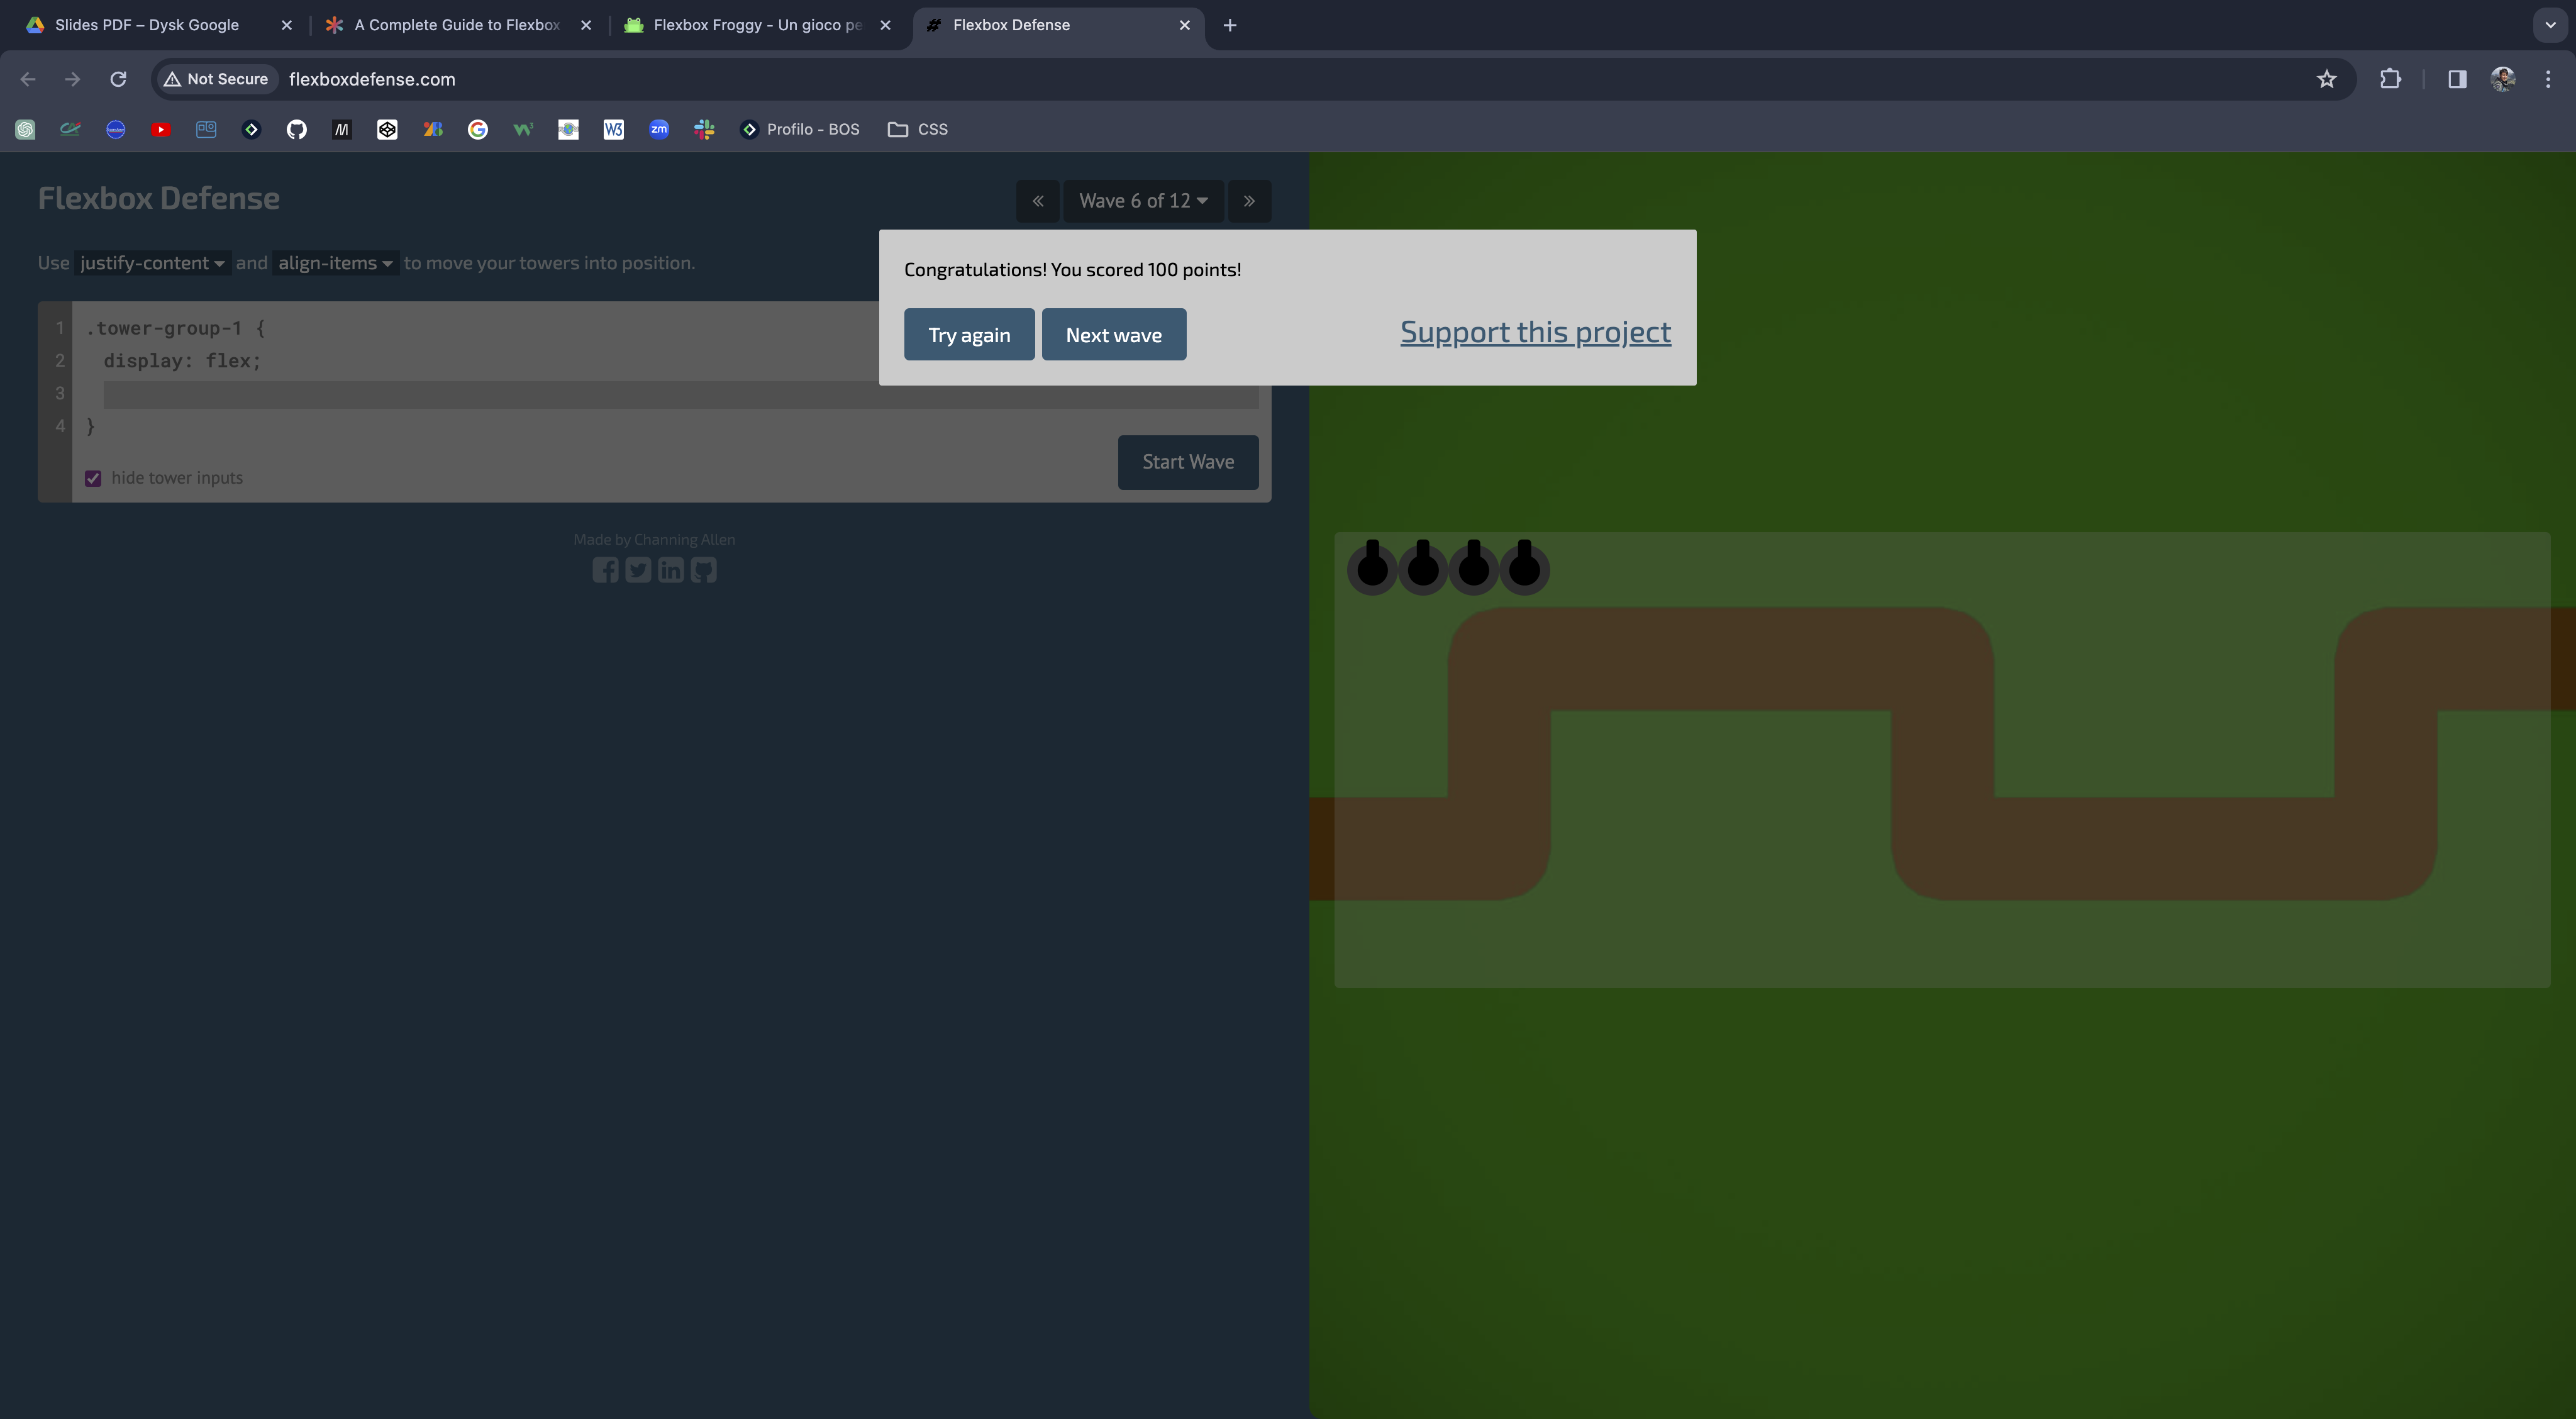 Slides PDF – Dysk Google
A Complete Guide to Flexbox
Flexbox Froggy - Un gioco pe
Flexbox Defense
Not Secure
flexboxdefense.com
W3
zm
Profilo - BOS
CSS
Flexbox Defense
« Wave 6 of 12 »
Use justify-content and align-items to move your towers into position.
Congratulations! You scored 100 points!
Try again
Next wave
Support this project
1 .tower-group-1 {
2 display: flex;
3
4 }
hide tower inputs
Start Wave
Made by Channing Allen